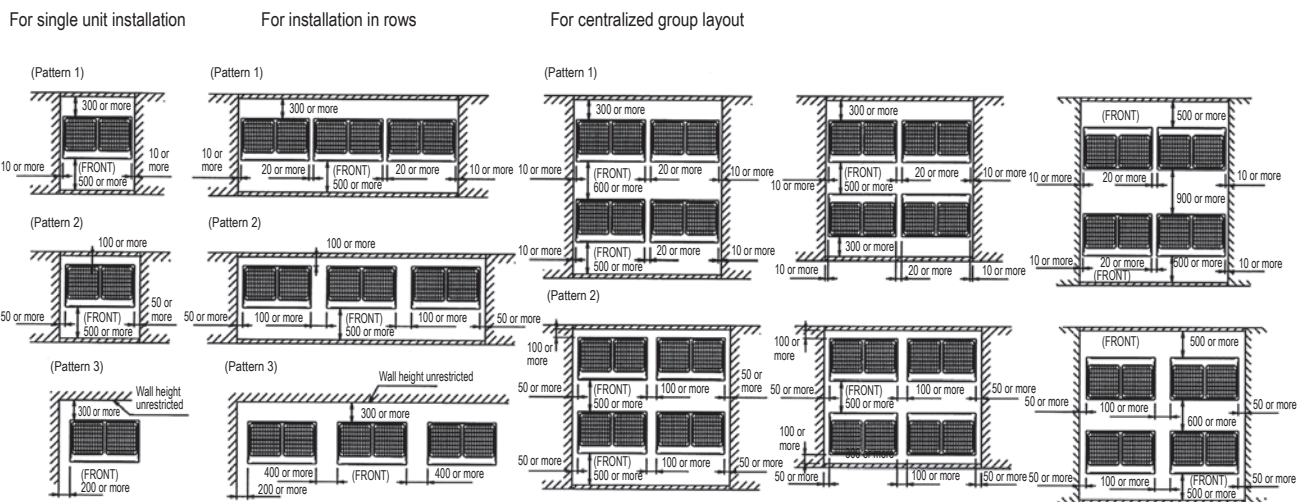 For single unit installation
For installation in rows
For centralized group layout
(Pattern 1)
300 or more
10 or more
(FRONT)
500 or more
10 or
more
(Pattern 2)
100 or more
50 or more
(FRONT)
500 or more
50 or
more
(Pattern 3)
Wall height
unrestricted
300 or more
(FRONT)
200 or more
(Pattern 1)
300 or more
10 or
more
20 or more
(FRONT)
500 or more
20 or more
10 or more
(Pattern 2)
100 or more
50 or more
100 or more
(FRONT)
500 or more
100 or more
50 or more
(Pattern 3)
Wall height unrestricted
300 or more
400 or more
(FRONT)
400 or more
200 or more
(Pattern 1)
300 or more
10 or more
(FRONT)
600 or more
20 or more
10 or more
10 or more
(FRONT)
500 or more
20 or more
10 or more
300 or more
10 or more
(FRONT)
500 or more
20 or more
10 or more
300 or more
10 or more
20 or more
10 or more
(FRONT)
500 or more
10 or more
20 or more
10 or more
900 or more
10 or more
20 or more
(FRONT)
600 or more
10 or more
(Pattern 2)
100 or
more
50 or
more
50 or more
(FRONT)
500 or more
100 or more
50 or more
(FRONT)
500 or more
100 or more
50 or more
100 or
more
50 or more
(FRONT)
500 or more
100 or more
50 or more
100 or
more
300 or more
50 or more
100 or more
50 or more
(FRONT)
500 or more
50 or more
100 or more
50 or more
600 or more
50 or more
100 or more
(FRONT)
500 or more
50 or more